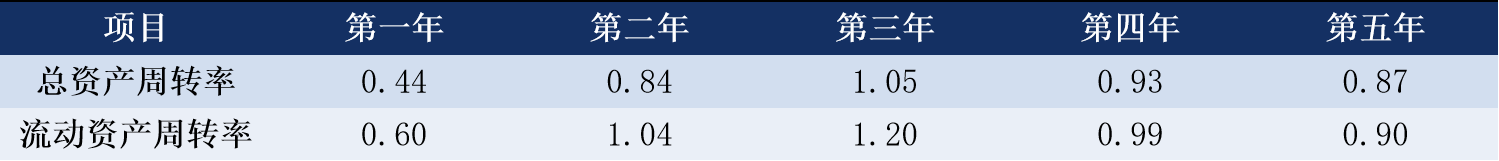 项目 第一年 第二年 第三年 第四年 第五年
总资产周转率 0.44 0.84 1.05 0.93 0.87
流动资产周转率 0.60 1.04 1.20 0.99 0.90